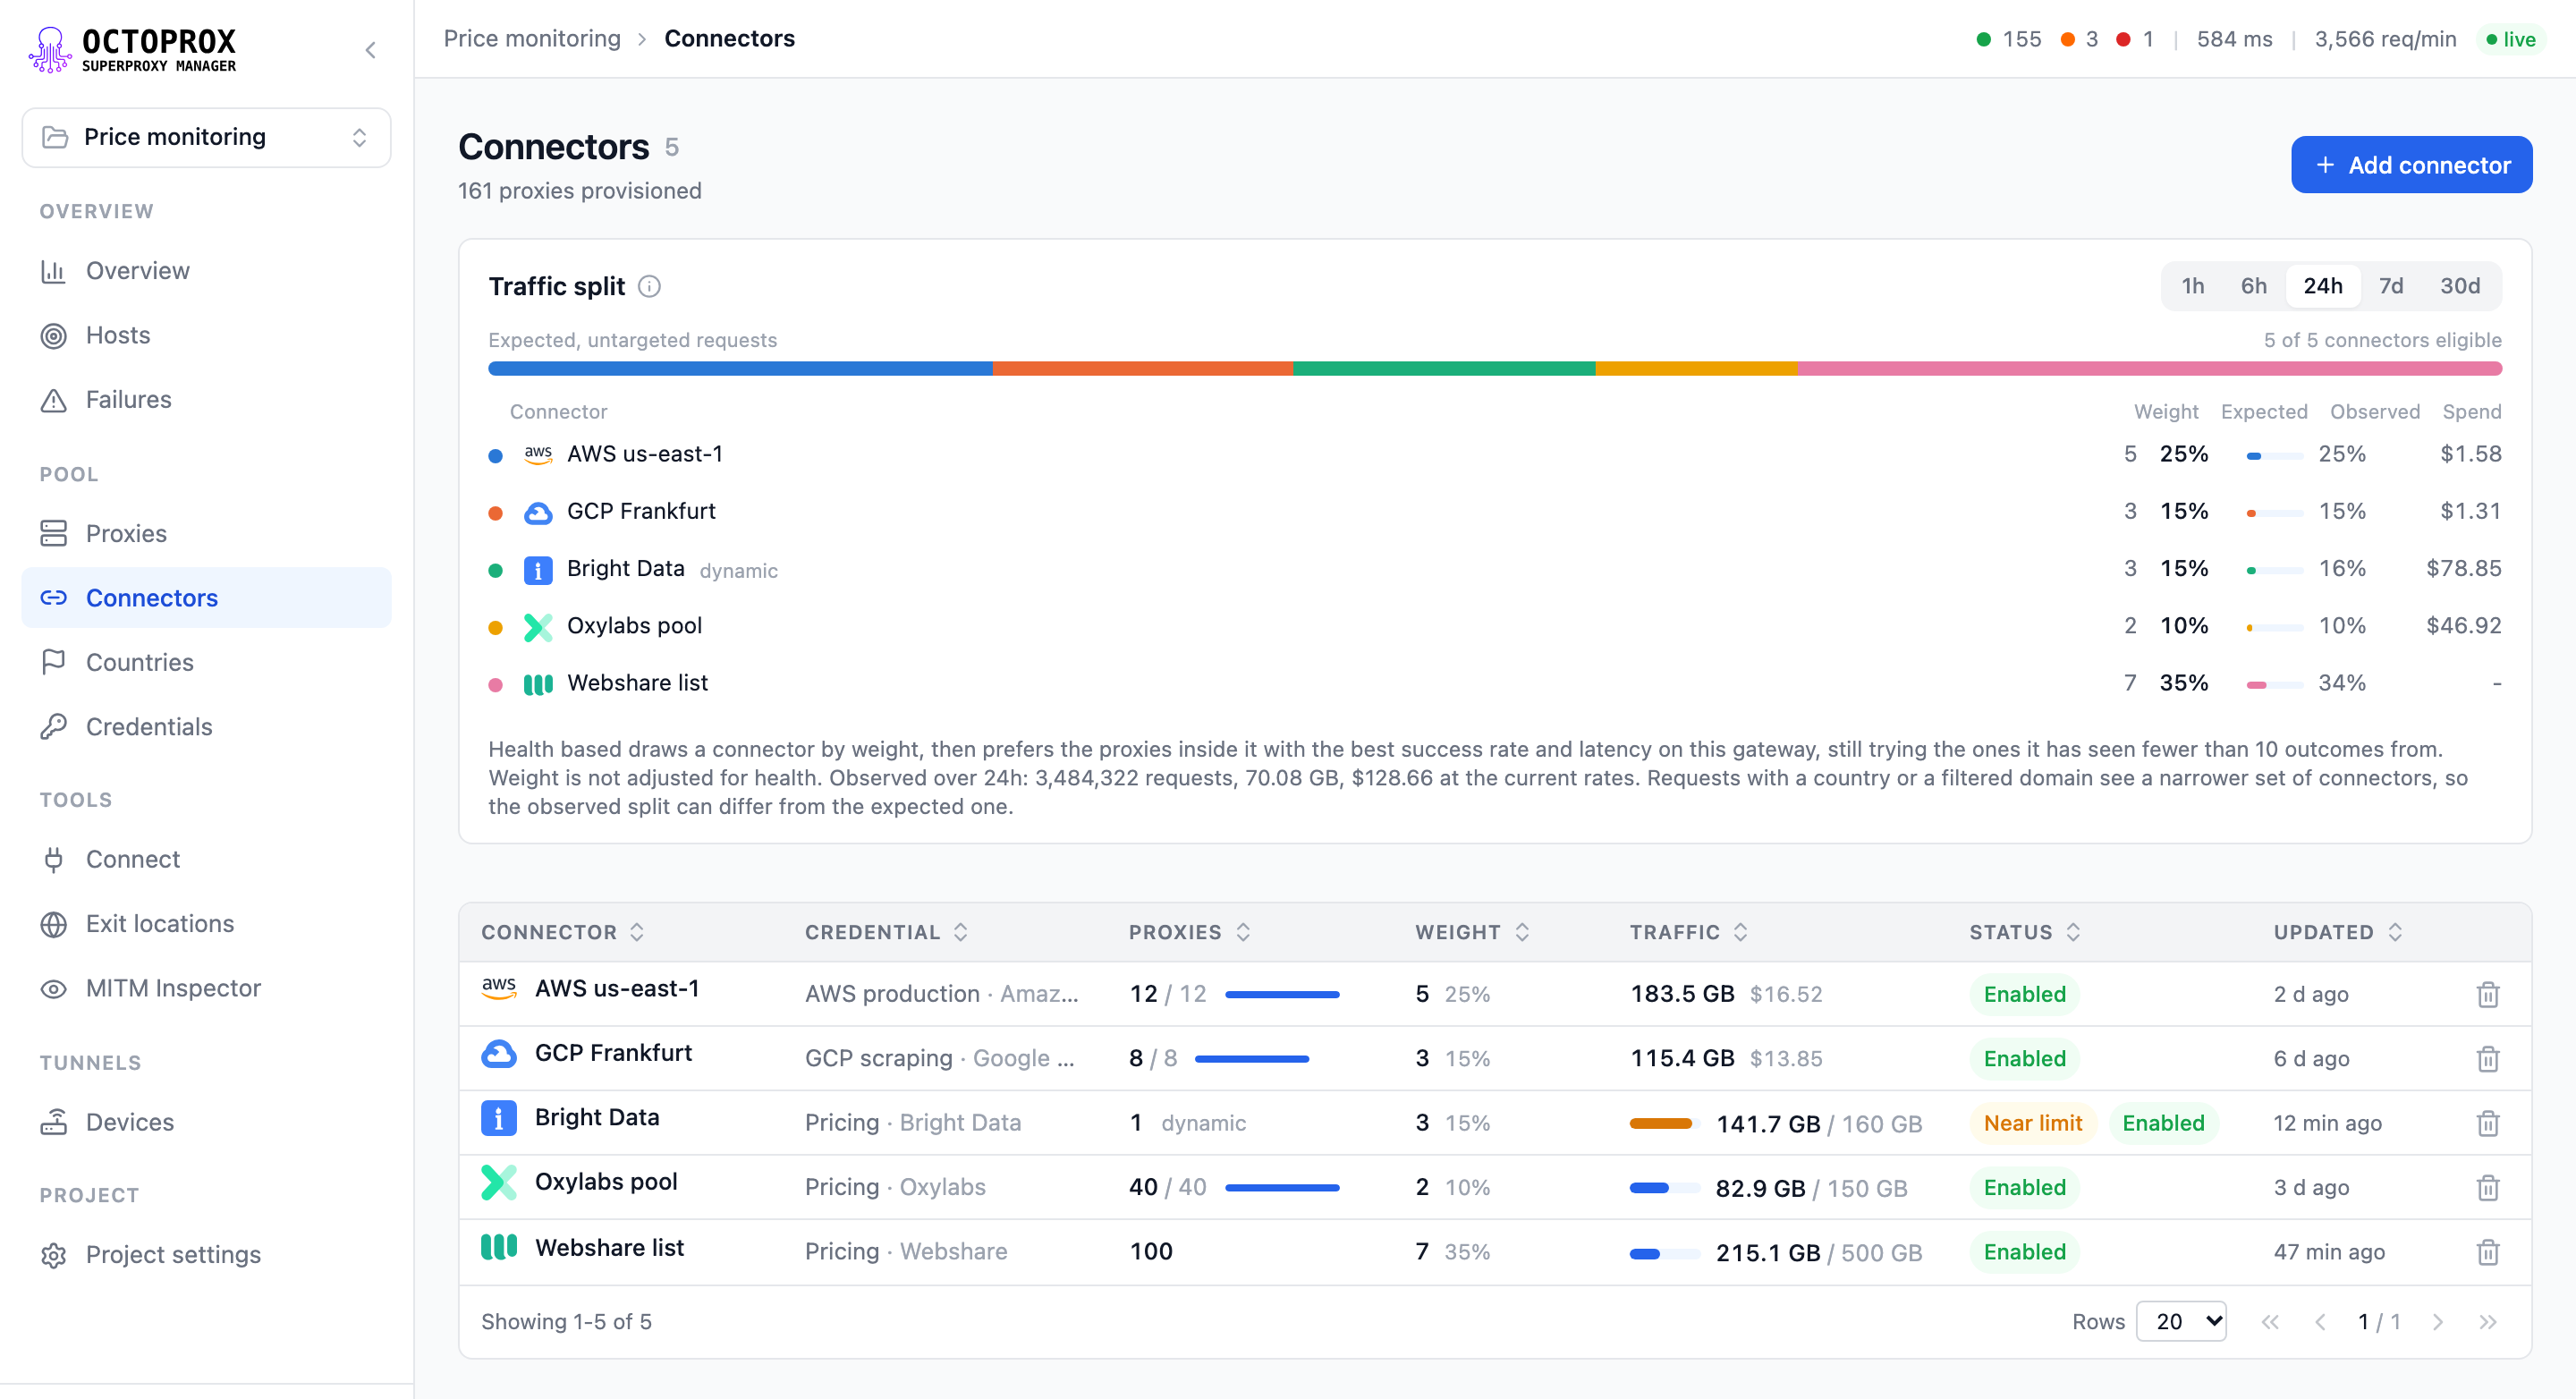 OCTOPROX
SUPERPROXY MANAGER
Price monitoring
OVERVIEW
Overview
Hosts
Failures
POOL
Proxies
Connectors
Countries
Credentials
TOOLS
Connect
Exit locations
MITM Inspector
TUNNELS
Devices
PROJECT
Project settings
Price monitoring > Connectors
155 3 1 | 584 ms | 3,566 req/min live
Connectors 5
161 proxies provisioned
+ Add connector
Traffic split
1h 6h 24h 7d 30d
Expected, untargeted requests
5 of 5 connectors eligible
Connector Weight Expected Observed Spend
aws AWS us-east-1 5 25% 25% $1.58
GCP Frankfurt 3 15% 15% $1.31
i Bright Data dynamic 3 15% 16% $78.85
Oxylabs pool 2 10% 10% $46.92
Webshare list 7 35% 34% -
Health based draws a connector by weight, then prefers the proxies inside it with the best success rate and latency on this gateway, still trying the ones it has seen fewer than 10 outcomes from.
Weight is not adjusted for health. Observed over 24h: 3,484,322 requests, 70.08 GB, $128.66 at the current rates. Requests with a country or a filtered domain see a narrower set of connectors, so
the observed split can differ from the expected one.
CONNECTOR CREDENTIAL PROXIES WEIGHT TRAFFIC STATUS UPDATED
aws AWS us-east-1 AWS production · Amaz... 12 / 12 5 25% 183.5 GB $16.52 Enabled 2 d ago
GCP Frankfurt GCP scraping · Google ... 8 / 8 3 15% 115.4 GB $13.85 Enabled 6 d ago
i Bright Data Pricing · Bright Data 1 dynamic 3 15% 141.7 GB / 160 GB Near limit Enabled 12 min ago
Oxylabs pool Pricing · Oxylabs 40 / 40 2 10% 82.9 GB / 150 GB Enabled 3 d ago
Webshare list Pricing · Webshare 100 7 35% 215.1 GB / 500 GB Enabled 47 min ago
Showing 1-5 of 5
Rows 20 « ‹ 1 / 1 › »